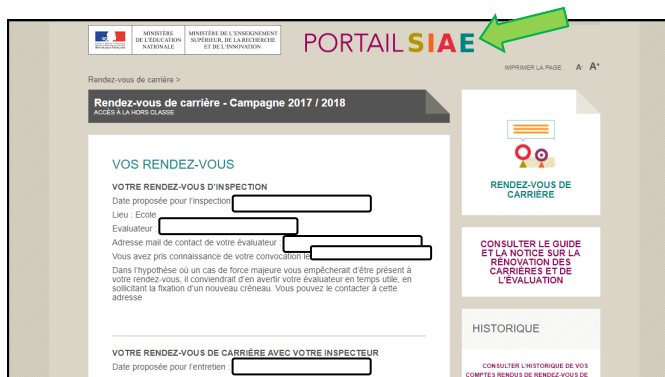 MINISTÈRE
DE L'ÉDUCATION
NATIONALE
MINISTÈRE DE L'ENSEIGNEMENT
SUPÉRIEUR, DE LA RECHERCHE
ET DE L'INNOVATION
PORTAIL SIAE
IMPRIMER LA PAGE A- A+
Rendez-vous de carrière >
Rendez-vous de carrière - Campagne 2017 / 2018
ACCÈS À LA HORS CLASSE
VOS RENDEZ-VOUS
VOTRE RENDEZ-VOUS D'INSPECTION
Date proposée pour l'inspection
Lieu : Ecole
Evaluateur :
Adresse mail de contact de votre évaluateur :
Vous avez pris connaissance de votre convocation le
Dans l'hypothèse où un cas de force majeure vous empêcherait d'être présent à
votre rendez-vous, il conviendrait d'en avertir votre évaluateur en temps utile, en
sollicitant la fixation d'un nouveau créneau. Vous pouvez le contacter à cette
adresse
VOTRE RENDEZ-VOUS DE CARRIÈRE AVEC VOTRE INSPECTEUR
Date proposée pour l'entretien :
RENDEZ-VOUS DE
CARRIÈRE
CONSULTER LE GUIDE
ET LA NOTICE SUR LA
RÉNOVATION DES
CARRIÈRES ET DE
L'ÉVALUATION
HISTORIQUE
CONSULTER L'HISTORIQUE DE VOS
COMPTES RENDUS DE RENDEZ-VOUS DE